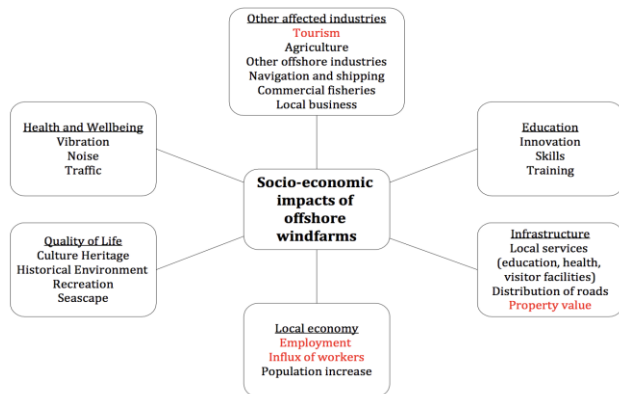 Other affected industries
Tourism
Agriculture
Other offshore industries
Navigation and shipping
Commercial fisheries
Local business
Health and Wellbeing
Vibration
Noise
Traffic
Education
Innovation
Skills
Training
Socio-economic
impacts of
offshore
windfarms
Quality of Life
Culture Heritage
Historical Environment
Recreation
Seascape
Infrastructure
Local services
(education, health,
visitor facilities)
Distribution of roads
Property value
Local economy
Employment
Influx of workers
Population increase